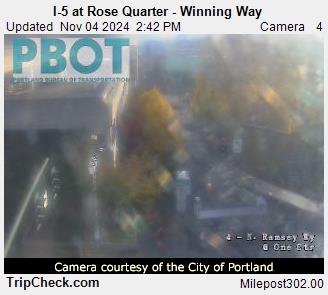 I-5 at Rose Quarter - Winning Way
Updated Nov 04 2024 2:42 PM Camera 4
PBOT
PORTLAND BUREAU OF TRANSPORTATION
4 - N. Ramsey Wy
@ One Ctr
Camera courtesy of the City of Portland
TripCheck.com Milepost302.00